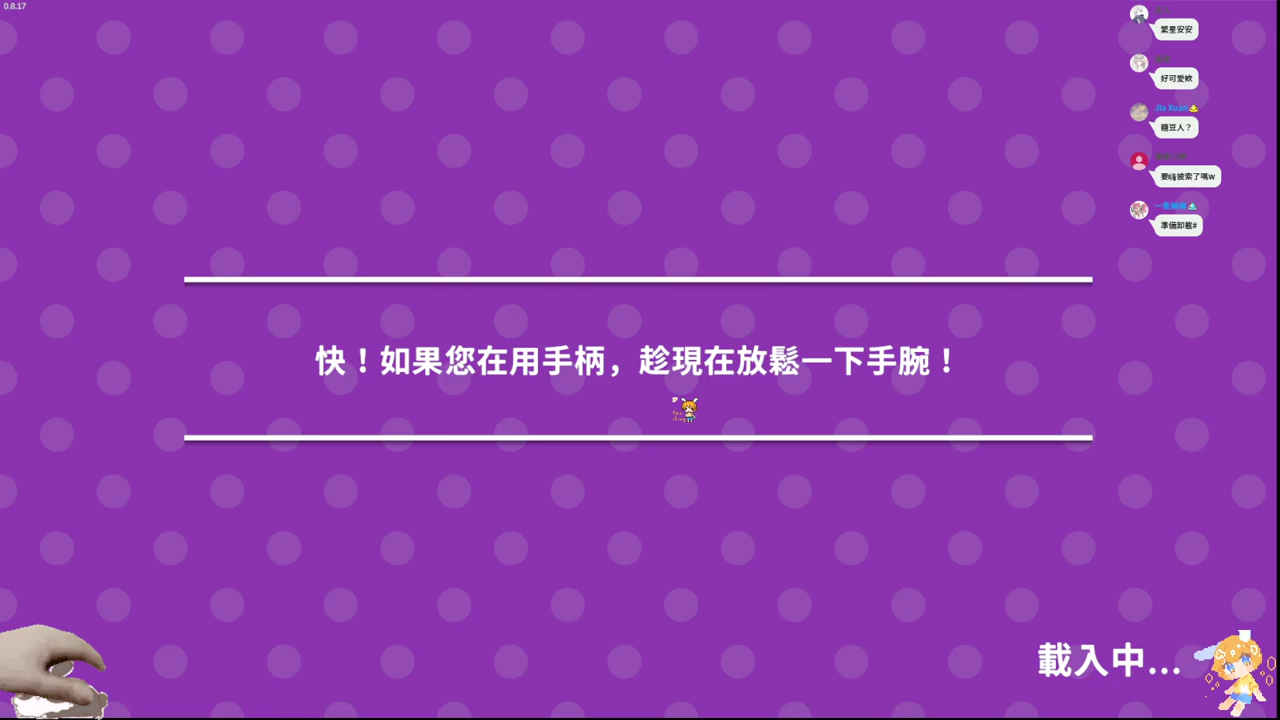 0.8.17
繁星安安
好可愛欸
Jia Xuan
糖豆人？
要嗨披索了嗎w
準備卸載#
快！如果您在用手柄，趁現在放鬆一下手腕！
載入中...